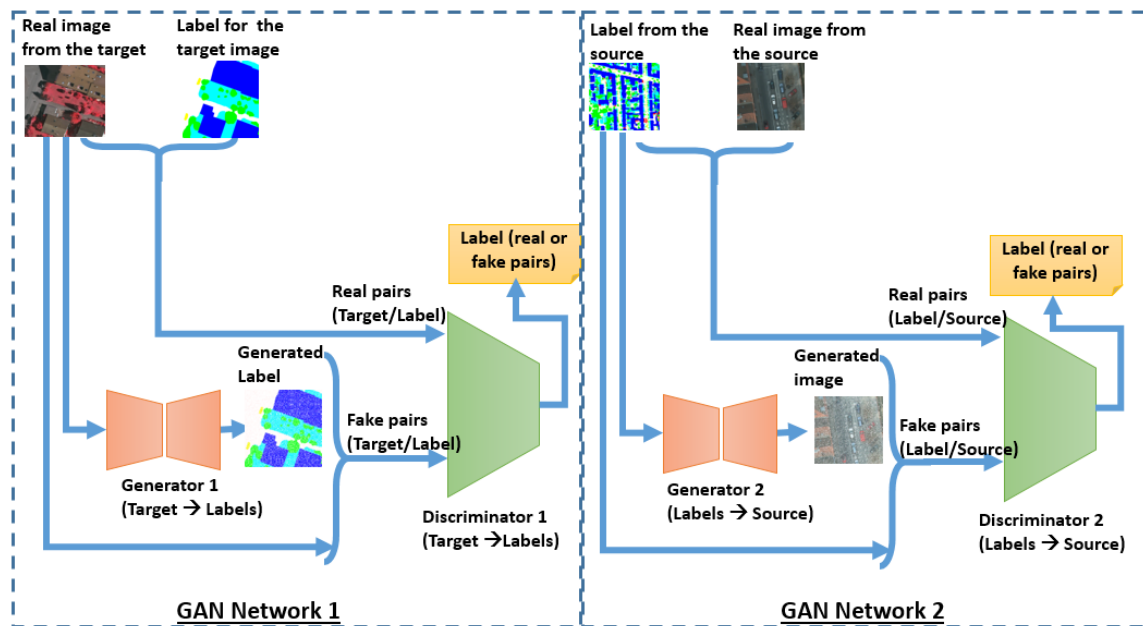 Real image
from the target
Label for the
target image
Label (real or
fake pairs)
Real pairs
(Target/Label)
Generated
Label
Fake pairs
(Target/Label)
Generator 1
(Target → Labels)
Discriminator 1
(Target →Labels)
GAN Network 1
Label from the
source
Real image from
the source
Label (real or
fake pairs)
Real pairs
(Label/Source)
Generated
image
Fake pairs
(Label/Source)
Generator 2
(Labels → Source)
Discriminator 2
(Labels → Source)
GAN Network 2